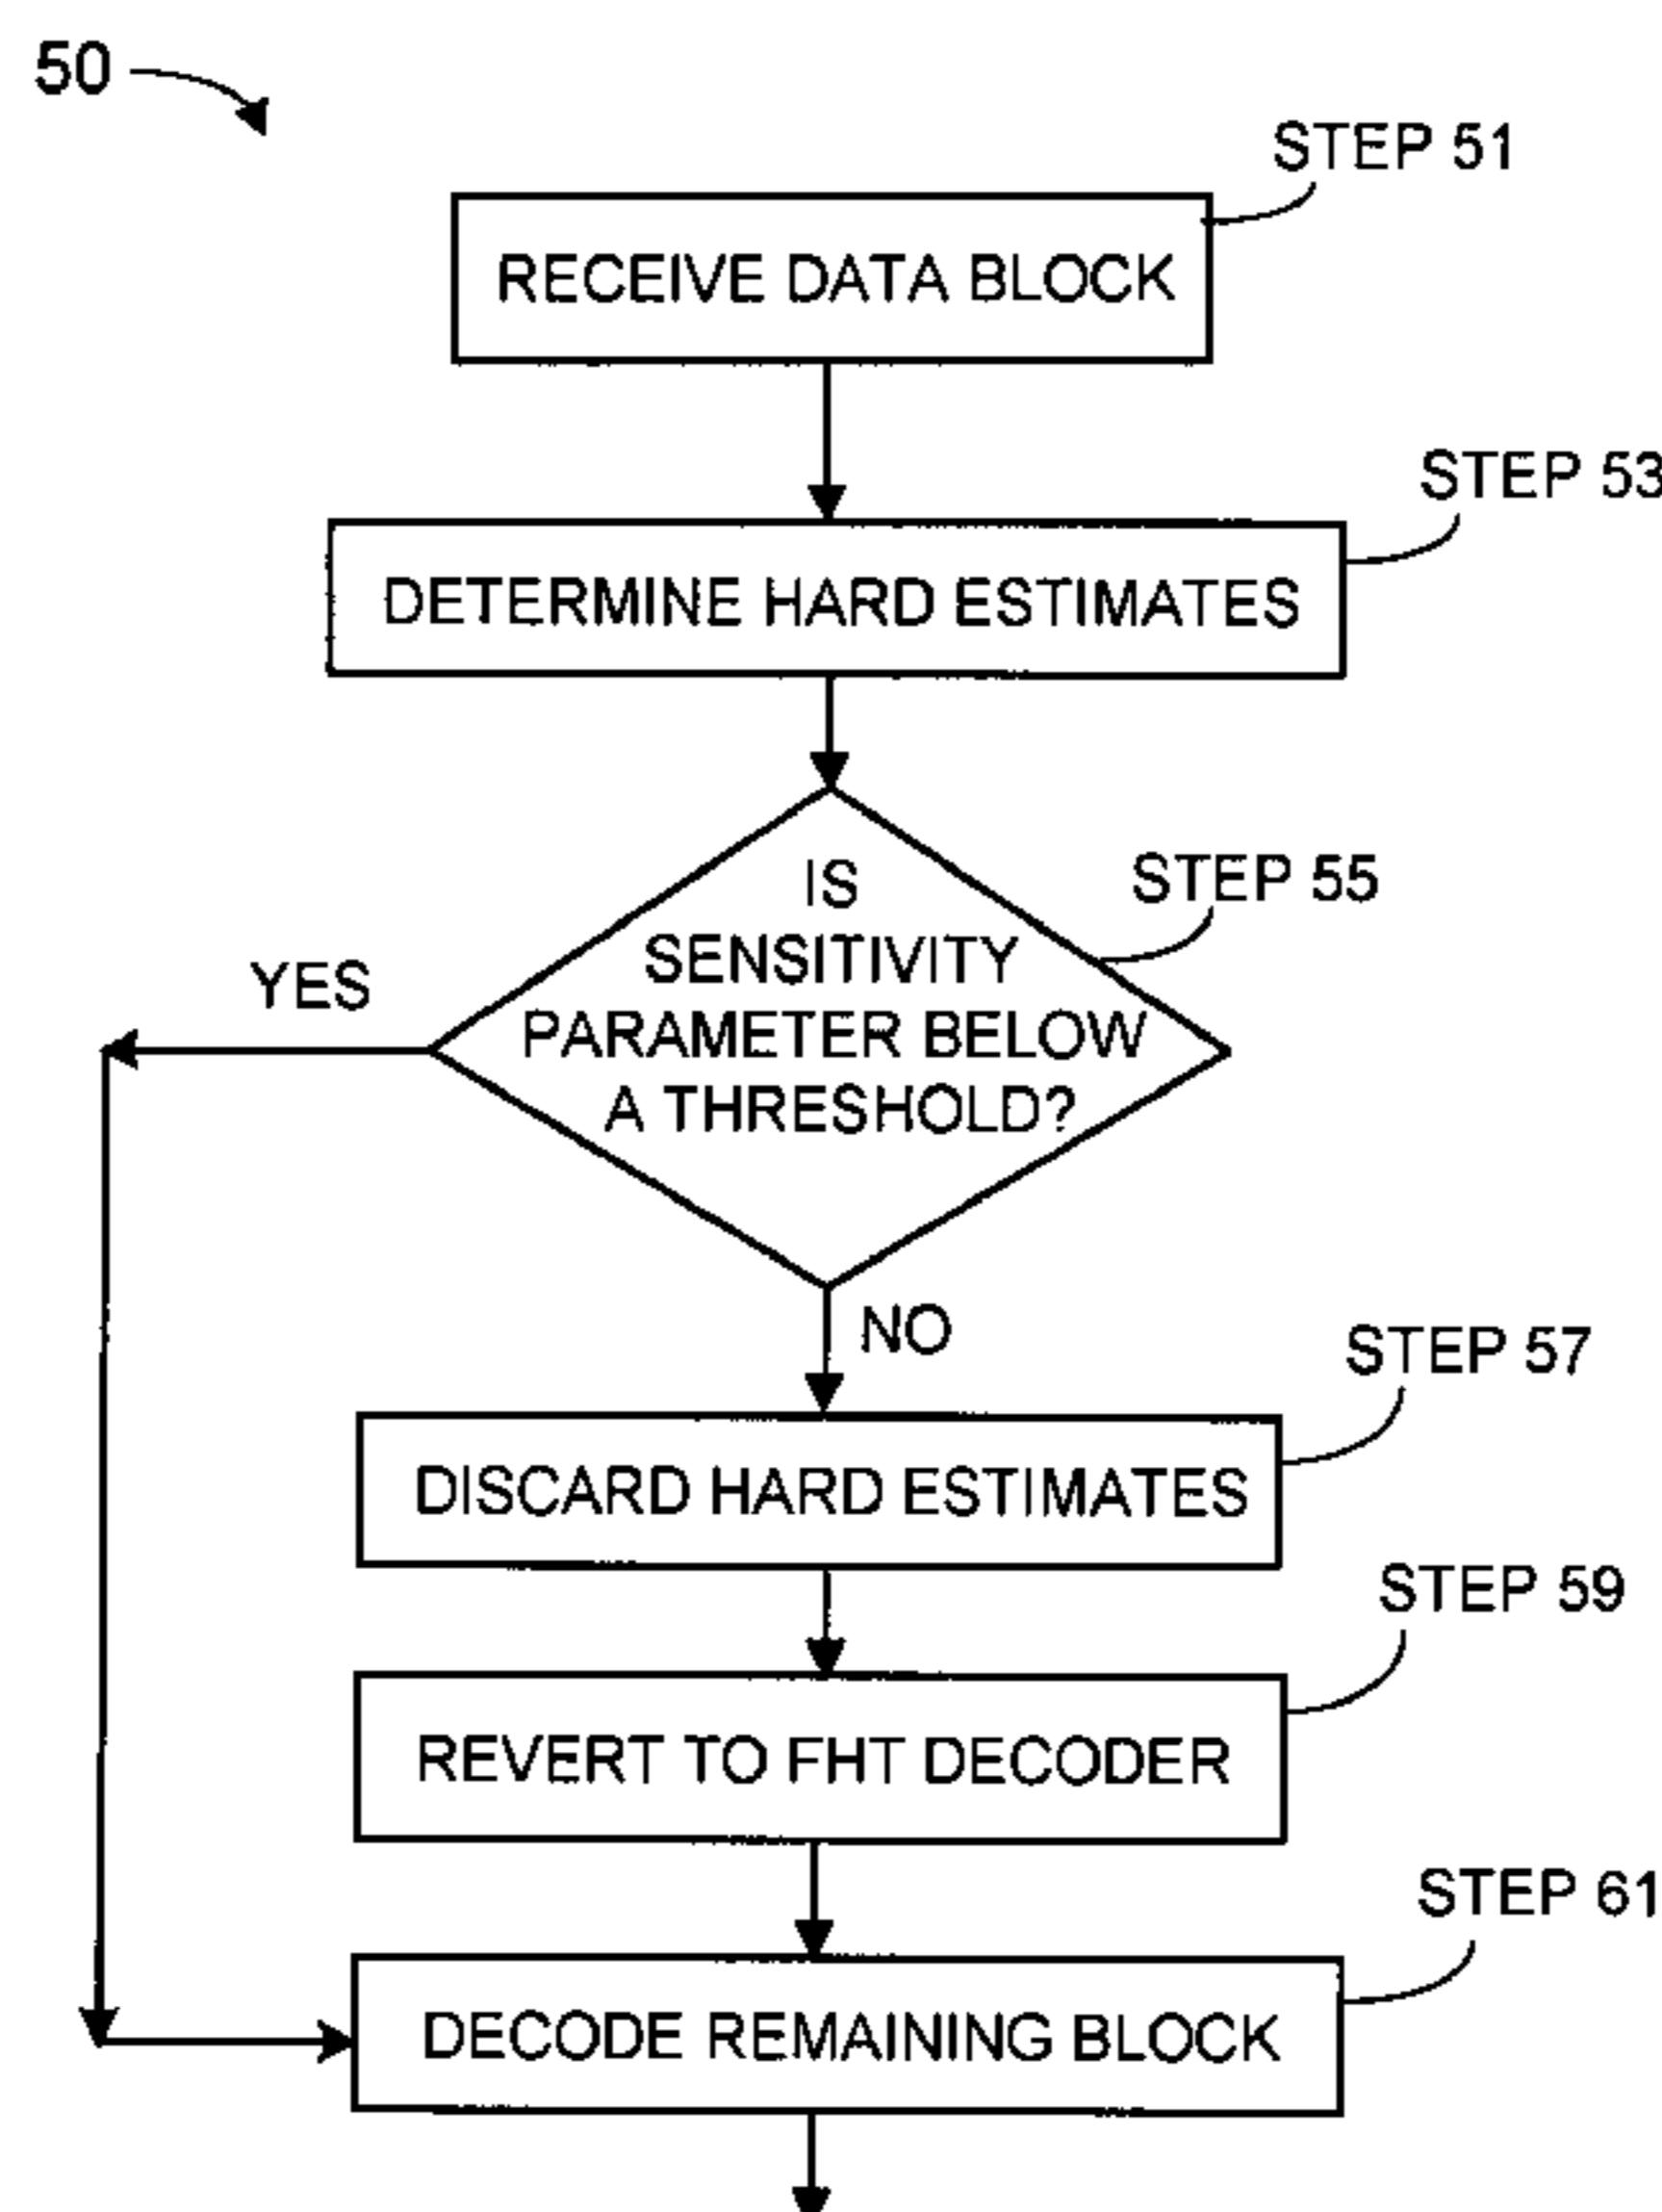 50
STEP 51
RECEIVE DATA BLOCK
STEP 53
DETERMINE HARD ESTIMATES
STEP 55
IS
SENSITIVITY
PARAMETER BELOW
A THRESHOLD?
YES
NO
STEP 57
DISCARD HARD ESTIMATES
STEP 59
REVERT TO FHT DECODER
STEP 61
DECODE REMAINING BLOCK